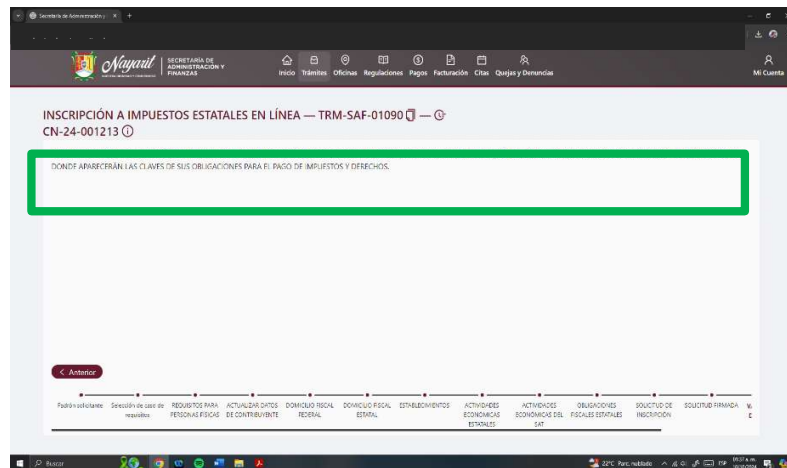 Secretaría de Administración y
Nayarit
SECRETARÍA DE
ADMINISTRACIÓN Y
FINANZAS
Inicio Trámites Oficinas Regulaciones Pagos Facturación Citas Quejas y Denuncias
Mi Cuenta
INSCRIPCIÓN A IMPUESTOS ESTATALES EN LÍNEA — TRM-SAF-01090 —
CN-24-001213
DONDE APARECERÁN LAS CLAVES DE SUS OBLIGACIONES PARA EL PAGO DE IMPUESTOS Y DERECHOS.
< Anterior
Padrón solicitante
Selección de caso de
requisitos
REQUISITOS PARA
PERSONAS FÍSICAS
ACTUALIZAR DATOS
DE CONTRIBUYENTE
DOMICILIO FISCAL
FEDERAL
DOMICILIO FISCAL
ESTATAL
ESTABLECIMIENTOS
ACTIVIDADES
ECONÓMICAS
ESTATALES
ACTIVIDADES
ECONÓMICAS DEL
SAT
OBLIGACIONES
FISCALES ESTATALES
SOLICITUD DE
INSCRIPCIÓN
SOLICITUD FIRMADA
Buscar
22°C Parc. nublado
ESP